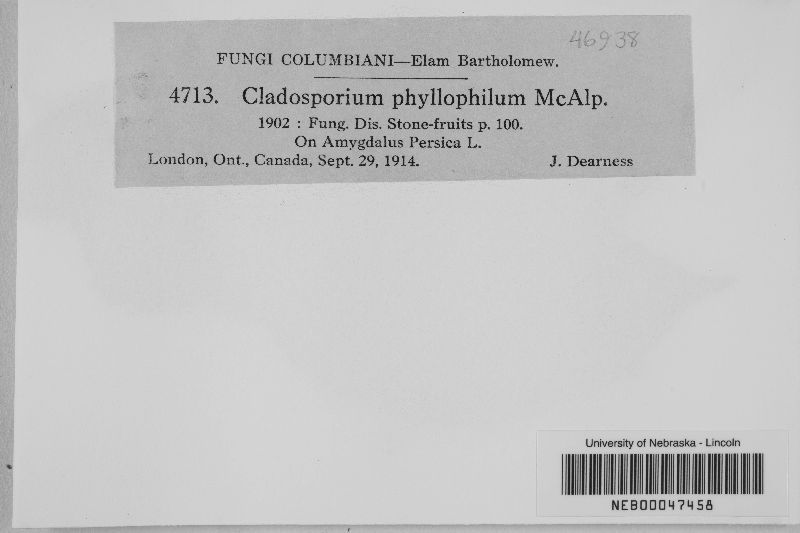 46938
FUNGI COLUMBIANI—Elam Bartholomew.
4713. Cladosporium phyllophilum McAlp.
1902 : Fung. Dis. Stone-fruits p. 100.
On Amygdalus Persica L.
London, Ont., Canada, Sept. 29, 1914. J. Dearness
University of Nebraska - Lincoln
NEB00047458